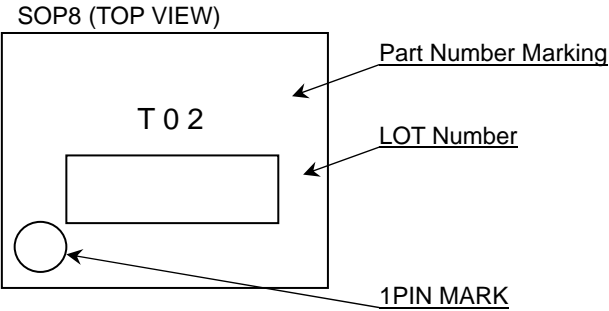 SOP8 (TOP VIEW)
Part Number Marking
T 0 2
LOT Number
1PIN MARK